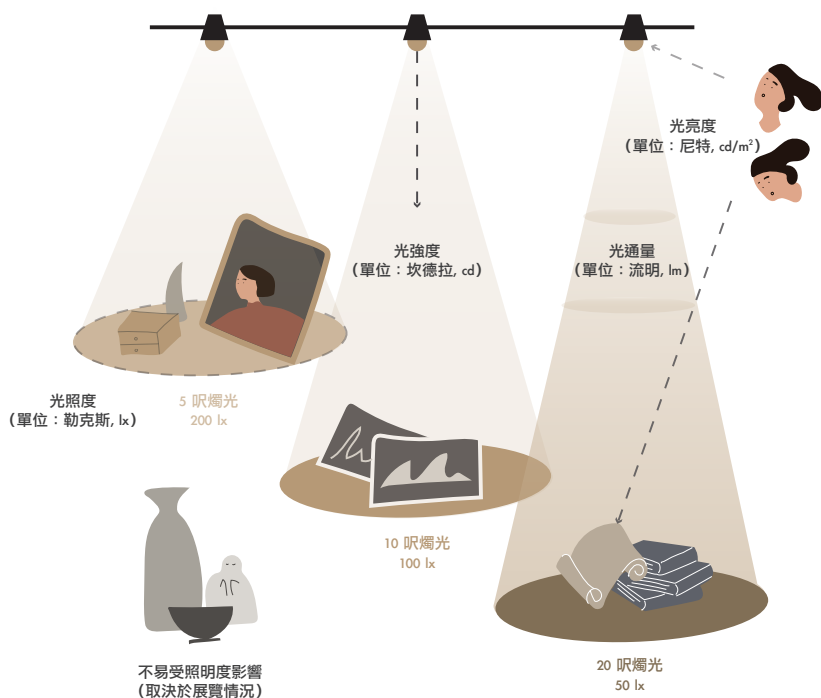 光亮度
（單位：尼特, cd/m²）
光強度
（單位：坎德拉, cd）
光通量
（單位：流明, lm）
光照度
（單位：勒克斯, lx）
5 呎燭光
200 lx
10 呎燭光
100 lx
20 呎燭光
50 lx
不易受照明度影響
（取決於展覽情況）